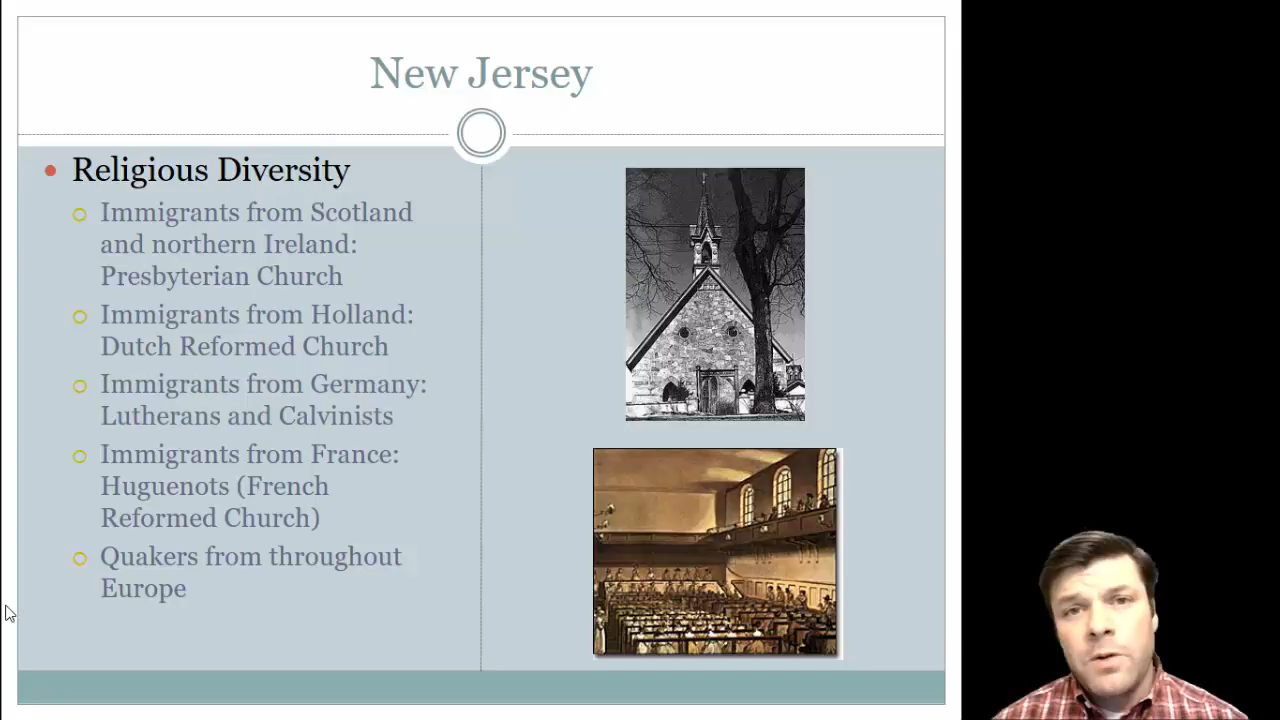 New Jersey
Religious Diversity
Immigrants from Scotland
and northern Ireland:
Presbyterian Church
Immigrants from Holland:
Dutch Reformed Church
Immigrants from Germany:
Lutherans and Calvinists
Immigrants from France:
Huguenots (French
Reformed Church)
Quakers from throughout
Europe